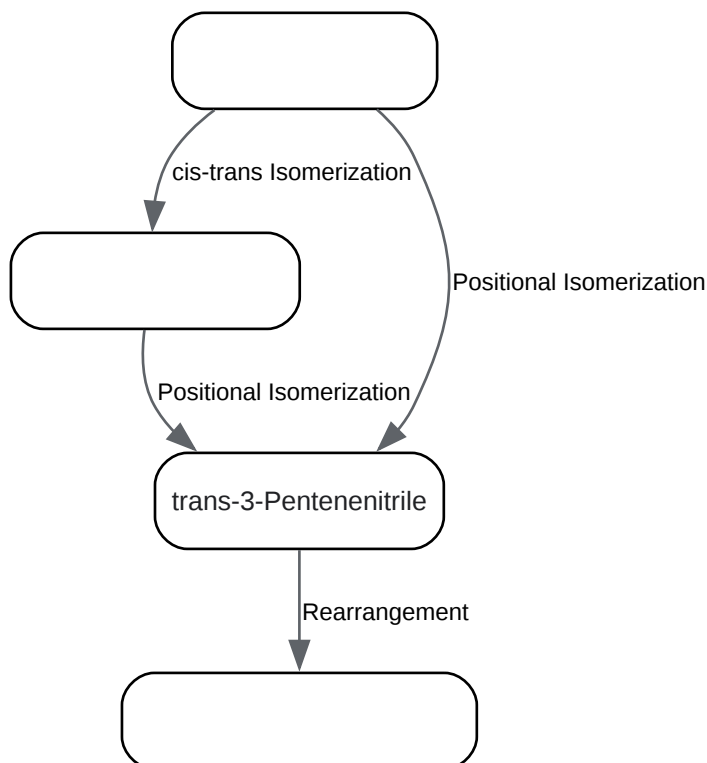 cis-trans Isomerization
Positional Isomerization
Positional Isomerization
trans-3-Pentenenitrile
Rearrangement